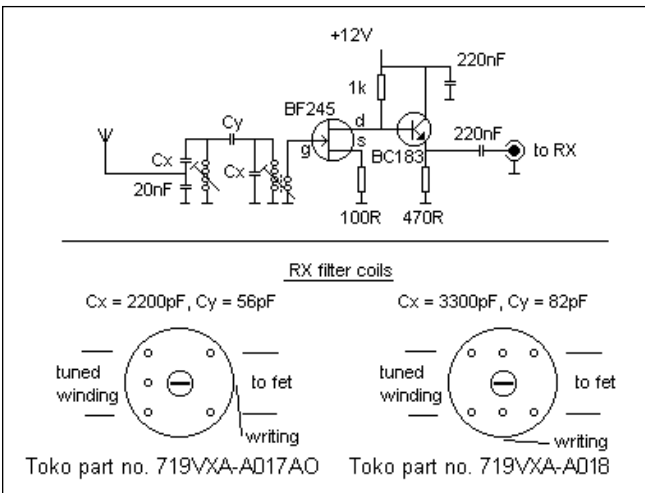 +12V
220nF
1k
BF245
Cy
d
220nF
g
s
to RX
Cx
Cx
BC183
20nF
100R
470R
RX filter coils
Cx = 2200pF, Cy = 56pF
Cx = 3300pF, Cy = 82pF
tuned
winding
to fet
tuned
winding
to fet
writing
writing
Toko part no. 719VXA-A017AO
Toko part no. 719VXA-A018